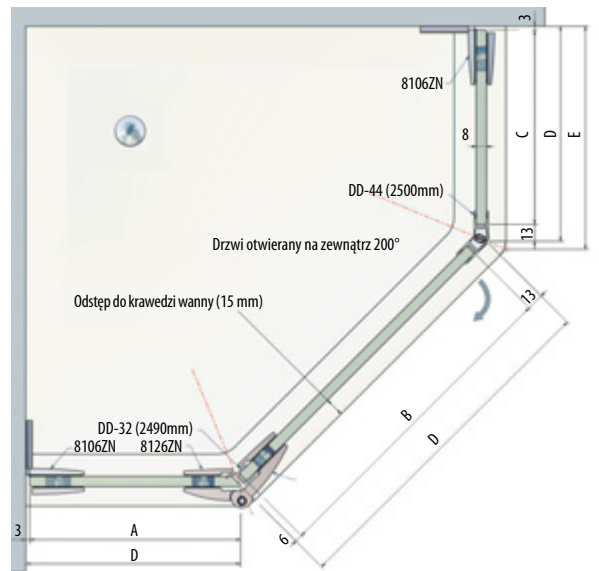 3
8106ZN
8
C
D
E
DD-44 (2500mm)
13
Drzwi otwierany na zewnątrz 200°
13
Odstęp do krawedzi wanny (15 mm)
B
D
DD-32 (2490mm)
8106ZN 8126ZN
3
A
6
D